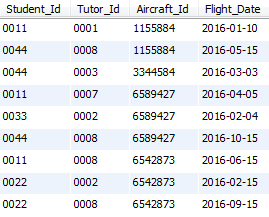 Student_Id Tutor_Id Aircraft_Id Flight_Date
0011 0001 1155884 2016-01-10
0044 0008 1155884 2016-05-15
0044 0003 3344584 2016-03-03
0011 0007 6589427 2016-04-05
0033 0002 6589427 2016-02-04
0044 0008 6589427 2016-10-15
0011 0008 6542873 2016-06-15
0022 0002 6542873 2016-02-15
0022 0008 6542873 2016-09-15